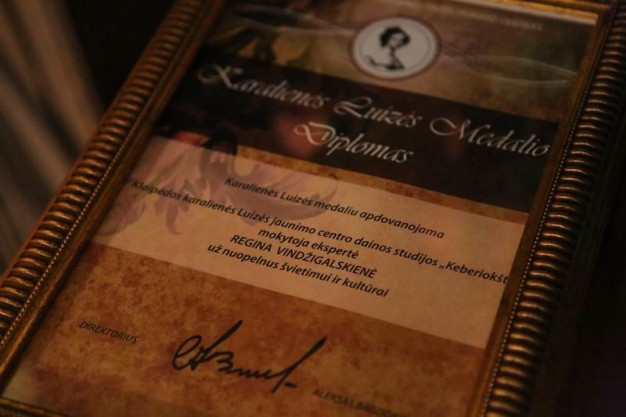 Karalienės Luizės Medalio
Diplomas
Karalienės Luizės medaliu apdovanojama
Klaipėdos karalienės Luizės jaunimo centro dainos studijos „Keberiokšt
mokytoja ekspertė
REGINA VINDŽIGALSKIENĖ
už nuopelnus švietimui ir kultūrai
DIREKTORIUS
ALEKSAS